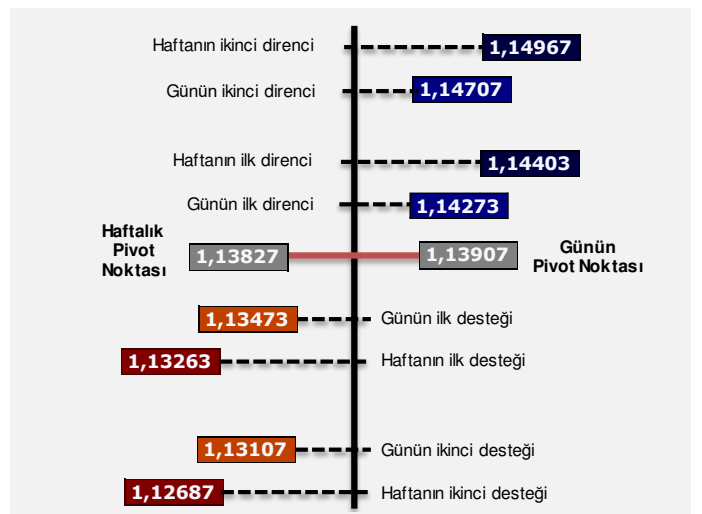 Haftanın ikinci direnci
1,14967
Günün ikinci direnci
1,14707
Haftanın ilk direnci
1,14403
Günün ilk direnci
1,14273
Haftalık
Pivot
Noktası
1,13827
1,13907
Günün
Pivot Noktası
1,13473
Günün ilk desteği
1,13263
Haftanın ilk desteği
1,13107
Günün ikinci desteği
1,12687
Haftanın ikinci desteği